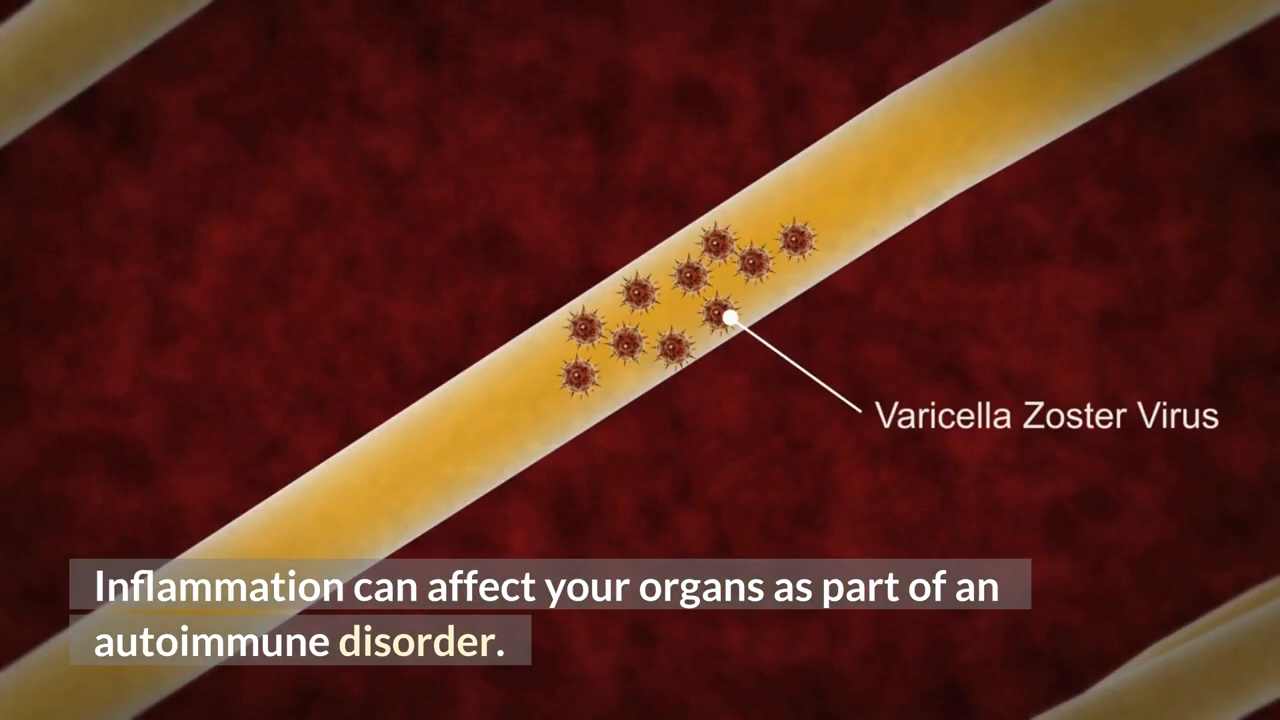 Varicella Zoster Virus
Inflammation can affect your organs as part of an
autoimmune disorder.